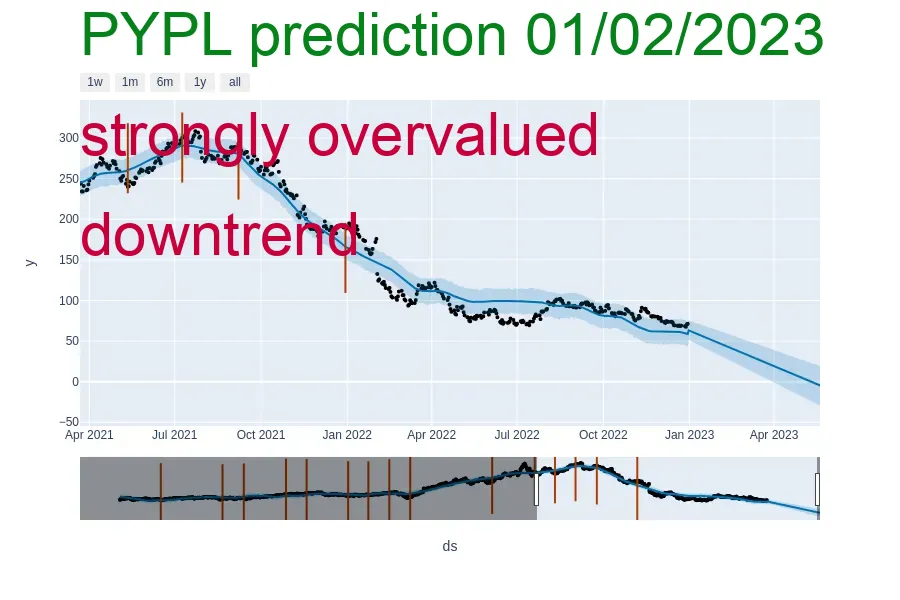 PYPL prediction 01/02/2023
1w 1m 6m 1y all
strongly overvalued
downtrend
300
250
200
150
100
50
0
−50
y
Apr 2021 Jul 2021 Oct 2021 Jan 2022 Apr 2022 Jul 2022 Oct 2022 Jan 2023 Apr 2023
ds